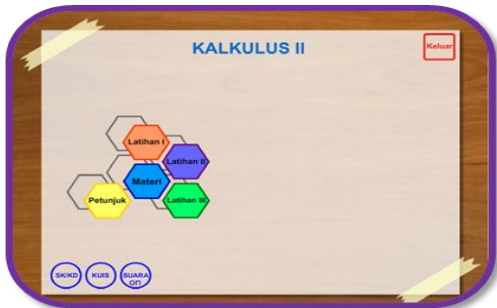 KALKULUS II
Keluar
Latihan I
Latihan II
Materi
Petunjuk
Latihan III
SK/KD
KUIS
SUARA
On